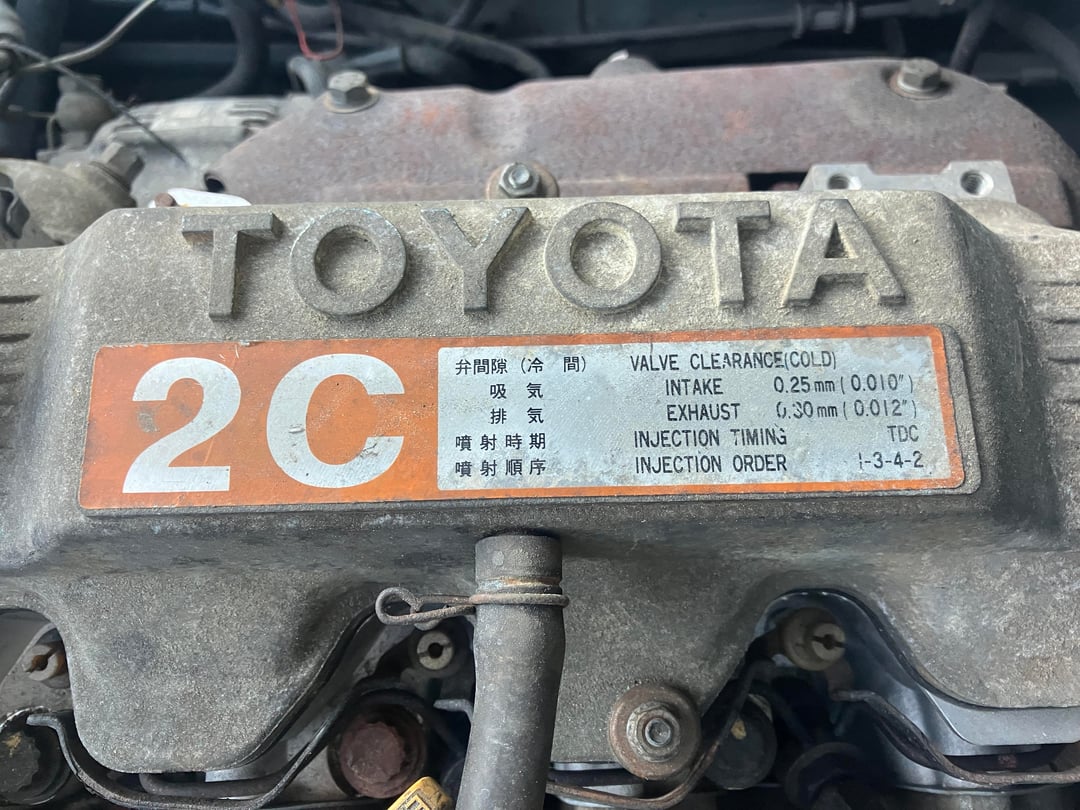 TOYOTA
2C
弁間隙（冷 間） VALVE CLEARANCE(COLD)
吸 気 INTAKE 0.25mm(0.010")
排 気 EXHAUST 0.30mm(0.012")
噴射時期 INJECTION TIMING TDC
噴射順序 INJECTION ORDER 1-3-4-2